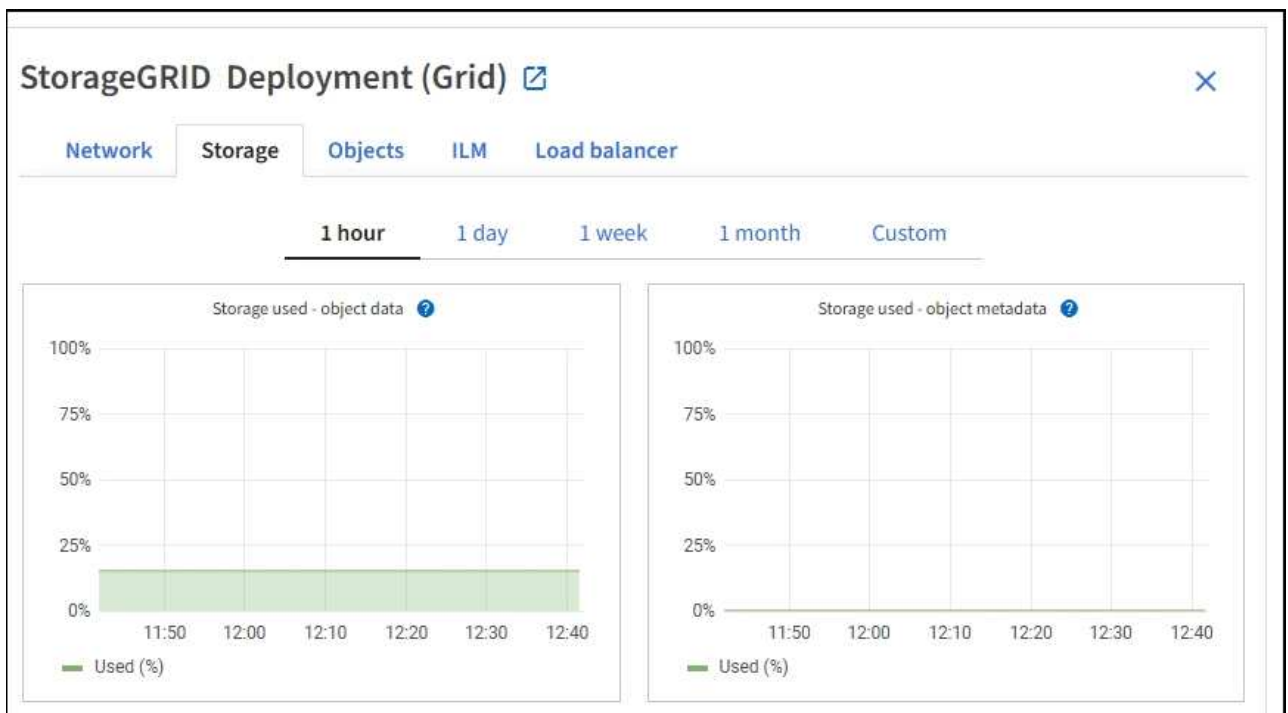 StorageGRID Deployment (Grid)
Network Storage Objects ILM Load balancer
1 hour 1 day 1 week 1 month Custom
Storage used - object data ?
100%
75%
50%
25%
0%
11:50 12:00 12:10 12:20 12:30 12:40
Used (%)
Storage used - object metadata ?
100%
75%
50%
25%
0%
11:50 12:00 12:10 12:20 12:30 12:40
Used (%)